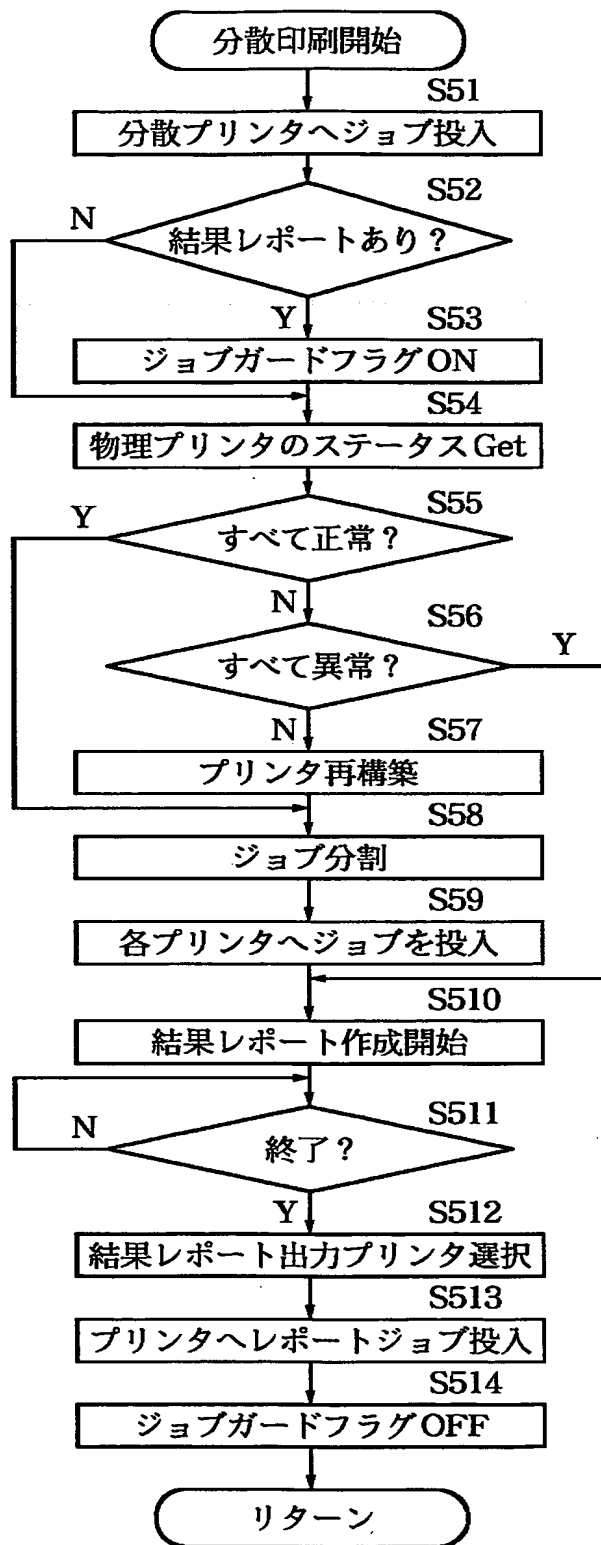 分散印刷開始
S51
分散プリンタへジョブ投入
S52
N
結果レポートあり?
Y
S53
ジョブガードフラグON
S54
物理プリンタのステータスGet
S55
Y
すべて正常?
N
S56
Y
すべて異常?
N
S57
プリンタ再構築
S58
ジョブ分割
S59
各プリンタへジョブを投入
S510
結果レポート作成開始
S511
N
終了?
Y
S512
結果レポート出力プリンタ選択
S513
プリンタへレポートジョブ投入
S514
ジョブガードフラグOFF
リターン